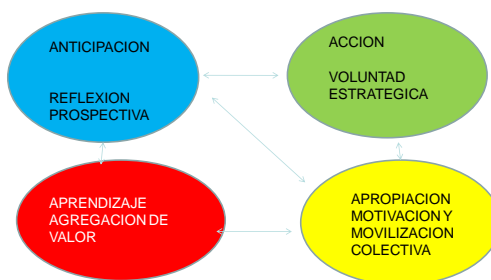 ANTICIPACION
REFLEXION
PROSPECTIVA
ACCION
VOLUNTAD
ESTRATEGICA
APRENDIZAJE
AGREGACION DE
VALOR
APROPIACION
MOTIVACION Y
MOVILIZACION
COLECTIVA